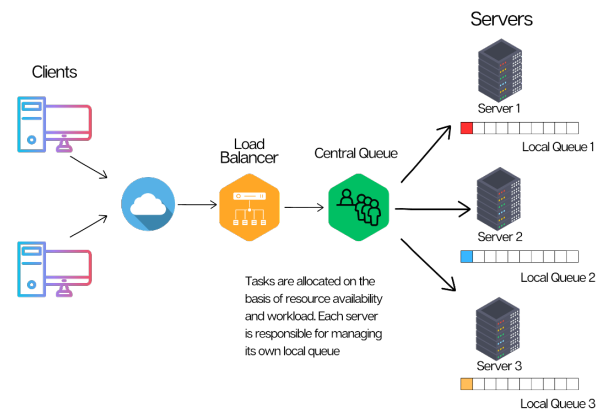 Servers
Clients
Server 1
Local Queue 1
Load
Balancer
Central Queue
Server 2
Local Queue 2
Tasks are allocated on the
basis of resource availability
and workload. Each server
is responsible for managing
its own local queue
Server 3
Local Queue 3